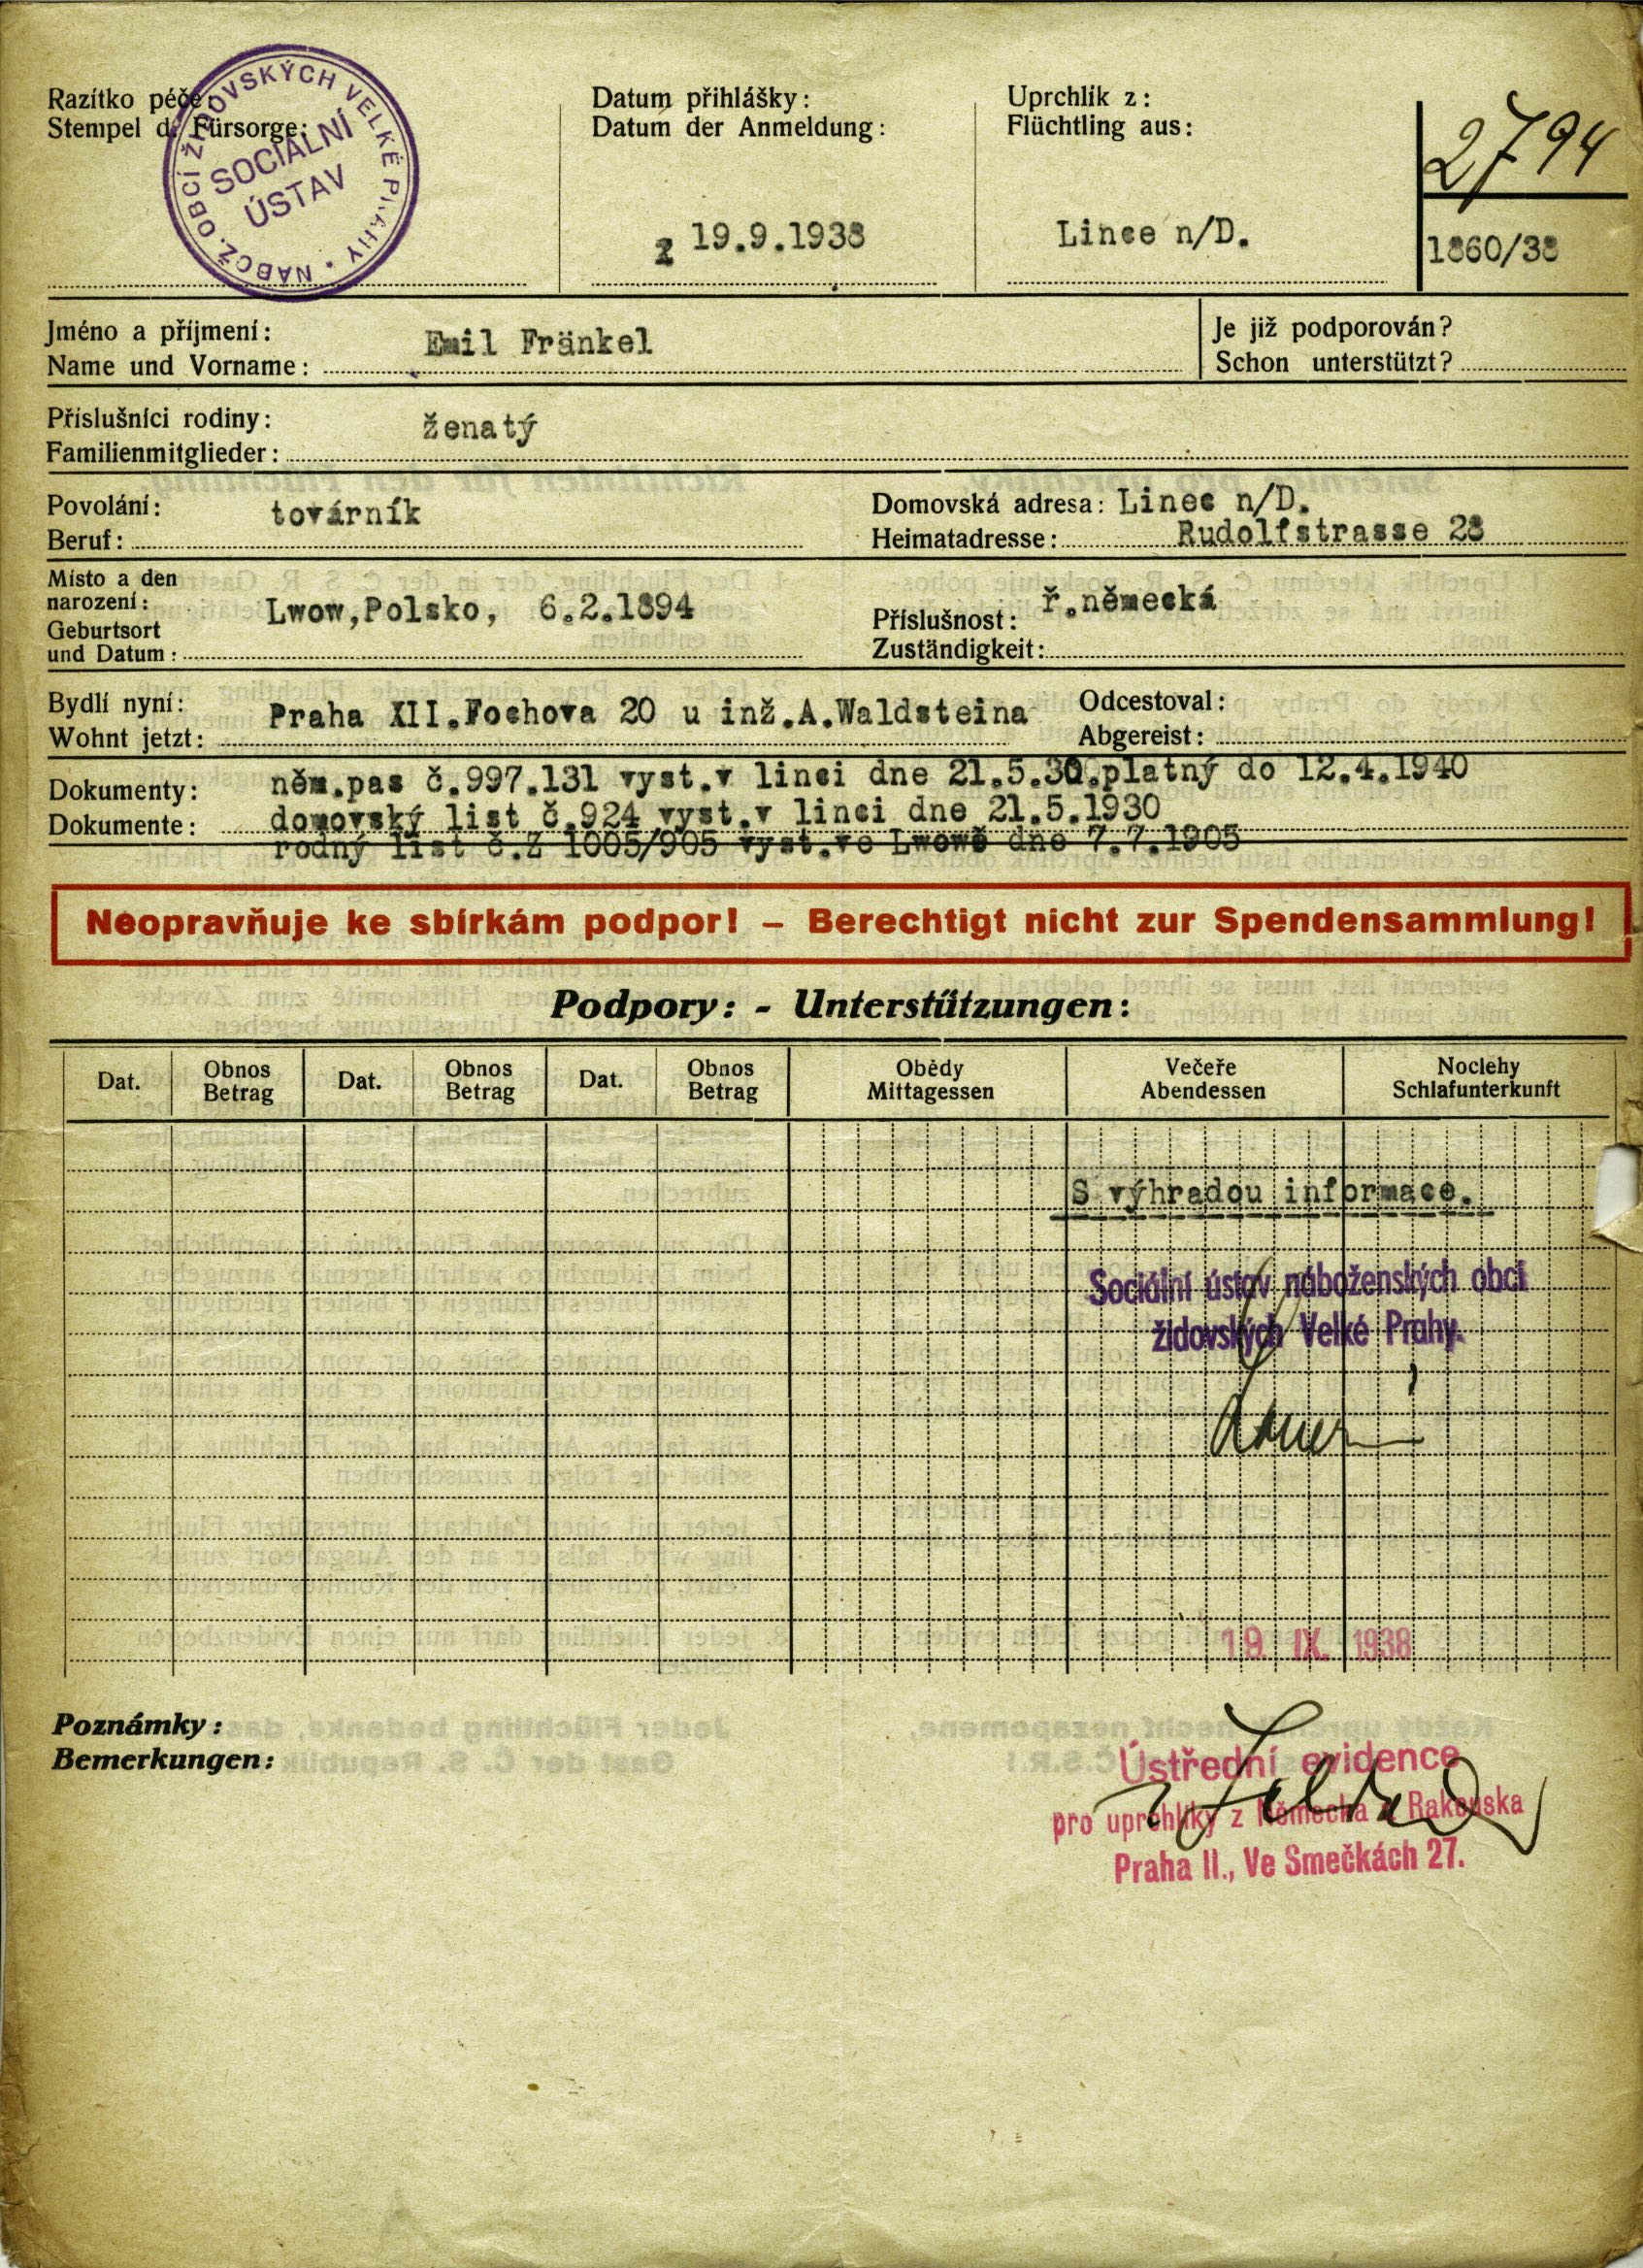 Razítko péče:
Stempel d. Fürsorge:
NÁBOŽ. OBCÍ ŽIDOVSKÝCH VELKÉ PRAHY •
SOCIÁLNÍ
ÚSTAV
Datum přihlášky:
Datum der Anmeldung:
19.9.1938
Uprchlík z:
Flüchtling aus:
Linec n/D.
2794
1860/38
Jméno a příjmení:
Name und Vorname:
Emil Fränkel
Je již podporován?
Schon unterstützt?
Příslušníci rodiny:
Familienmitglieder:
ženatý
Povolání:
Beruf:
továrník
Domovská adresa: Linec n/D.
Heimatadresse: Rudolfstrasse 28
Místo a den
narození:
Geburtsort
und Datum:
Lwow,Polsko, 6.2.1894
Příslušnost:
Zuständigkeit:
ř.německá
Bydlí nyní:
Wohnt jetzt:
Praha XII.Fochova 20 u inž.A.Waldsteina
Odcestoval:
Abgereist:
Dokumenty:
Dokumente:
něm.pas č.997.131 vyst.v linci dne 21.5.30.platný do 12.4.1940
domovský list č.924 vyst.v linci dne 21.5.1930
rodný list č.Z 1005/905 vyst.ve Lwowě dne 7.7.1905
Neopravňuje ke sbírkám podpor! – Berechtigt nicht zur Spendensammlung!
Podpory: - Unterstützungen:
Dat.
Obnos
Betrag
Dat.
Obnos
Betrag
Dat.
Obnos
Betrag
Obědy
Mittagessen
Večeře
Abendessen
Noclehy
Schlafunterkunft
S výhradou informace.
Sociální ústav náboženských obcí
židovských Velké Prahy.
19. IX. 1938
Poznámky:
Bemerkungen:
Ústřední evidence
pro uprchlíky z Německa a Rakouska
Praha II., Ve Smečkách 27.